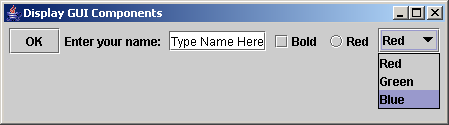 Display GUI Components
OK Enter your name: Type Name Here Bold Red Red
Red
Green
Blue